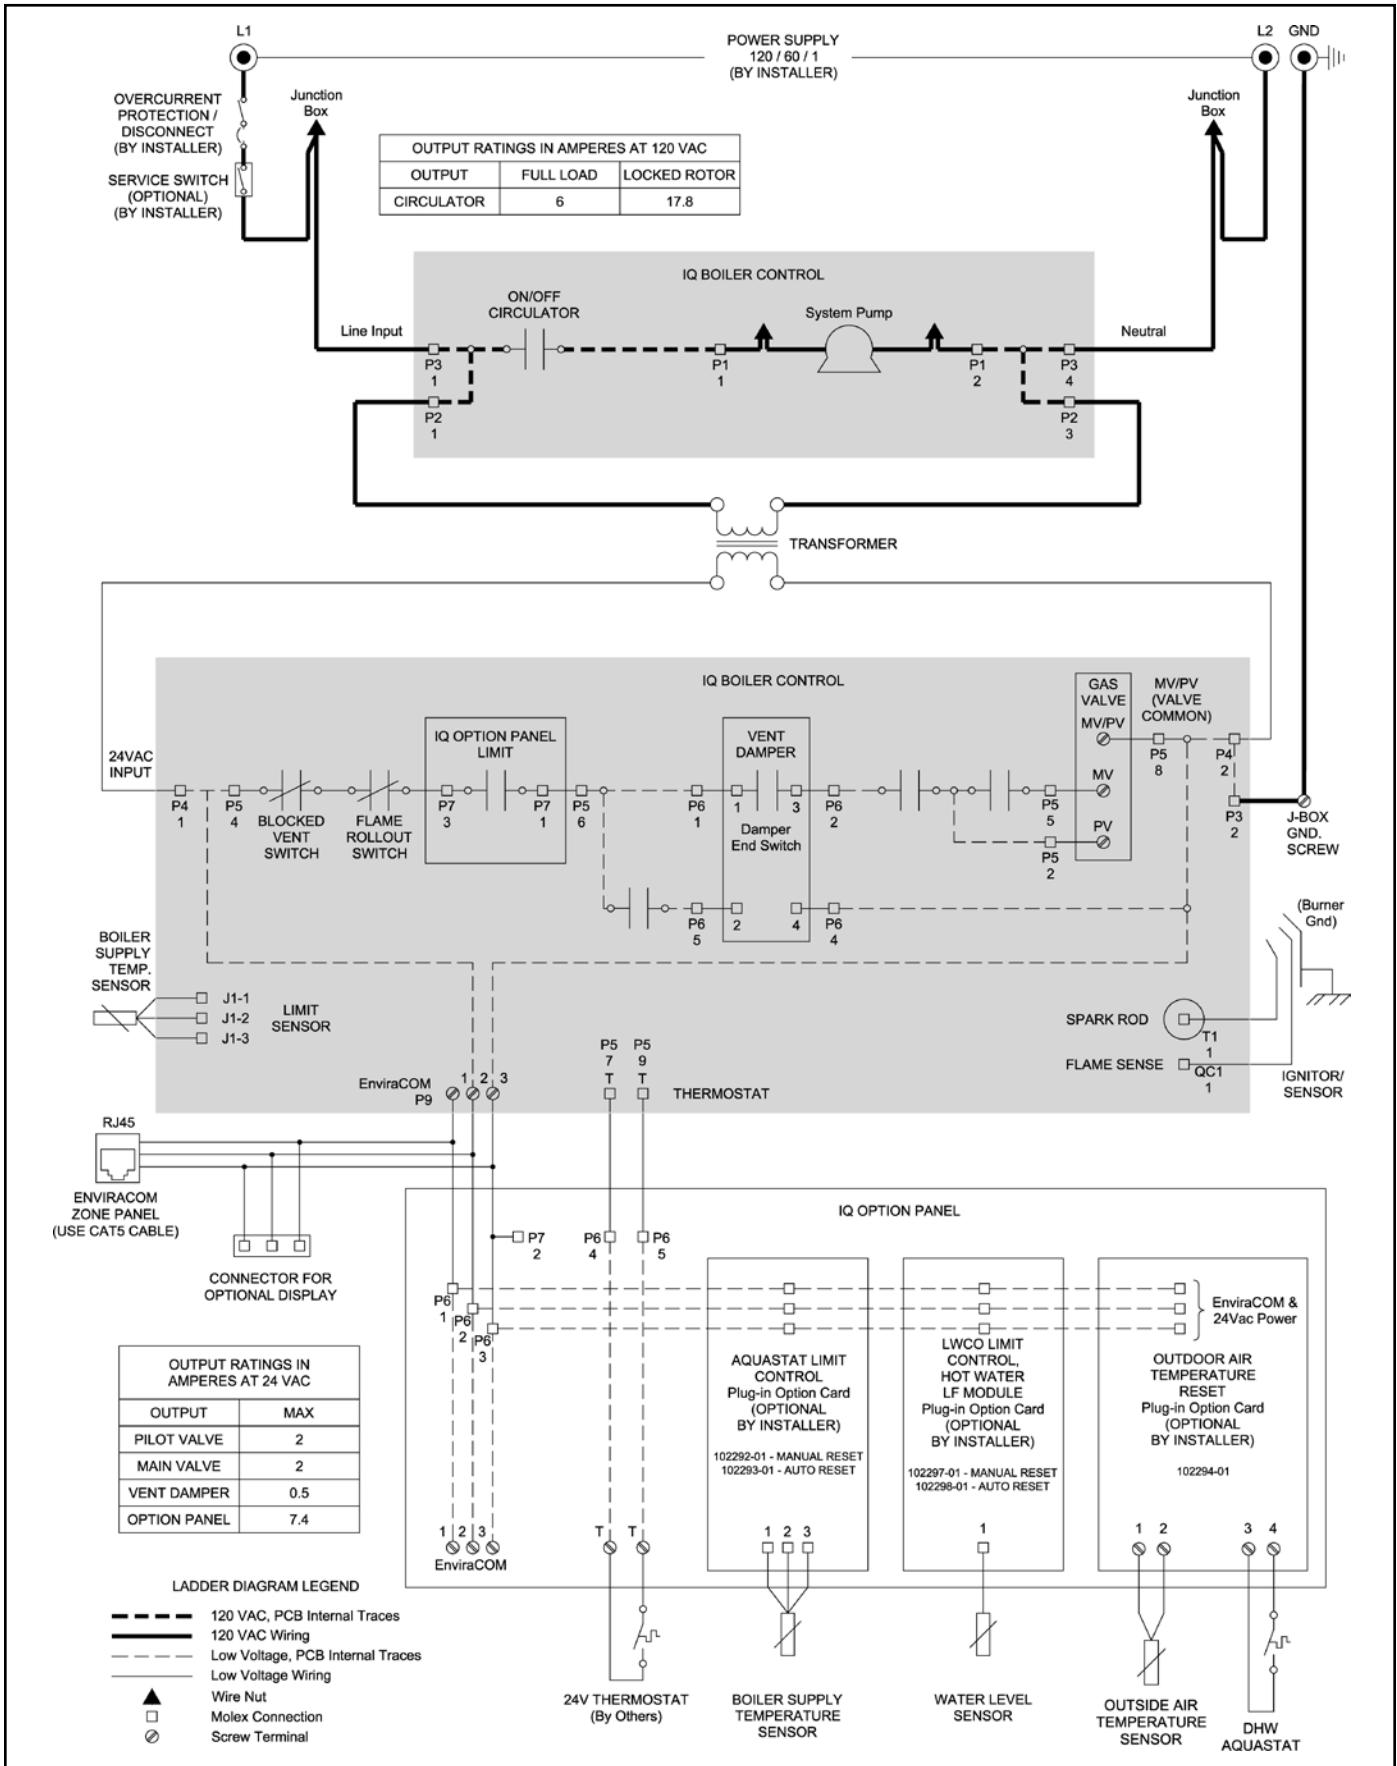 L1
POWER SUPPLY
120 / 60 / 1
(BY INSTALLER)
L2
GND
OVERCURRENT
PROTECTION /
DISCONNECT
(BY INSTALLER)
SERVICE SWITCH
(OPTIONAL)
(BY INSTALLER)
Junction
Box
Junction
Box
OUTPUT RATINGS IN AMPERES AT 120 VAC
OUTPUT FULL LOAD LOCKED ROTOR
CIRCULATOR 6 17.8
IQ BOILER CONTROL
ON/OFF
CIRCULATOR
System Pump
Line Input
Neutral
P3
1
P1
1
P1
2
P3
4
P2
1
P2
3
TRANSFORMER
IQ BOILER CONTROL
24VAC
INPUT
IQ OPTION PANEL
LIMIT
VENT
DAMPER
GAS
VALVE
MV/PV
MV/PV
(VALVE
COMMON)
P5
8
P4
2
P4
1
P5
4
BLOCKED
VENT
SWITCH
FLAME
ROLLOUT
SWITCH
P7
3
P7
1
P5
6
P6
1
1
3
Damper
End Switch
P6
2
P5
5
MV
PV
P5
2
P3
2
J-BOX
GND.
SCREW
P6
5
2
4
P6
4
(Burner
Gnd)
BOILER
SUPPLY
TEMP.
SENSOR
J1-1
J1-2
J1-3
LIMIT
SENSOR
SPARK ROD
T1
1
FLAME SENSE
QC1
1
IGNITOR/
SENSOR
EnviraCOM
P9
1 2 3
P5
7
T
P5
9
T
THERMOSTAT
RJ45
ENVIRACOM
ZONE PANEL
(USE CAT5 CABLE)
CONNECTOR FOR
OPTIONAL DISPLAY
IQ OPTION PANEL
P7
2
P6
4
P6
5
P6
1
P6
2
P6
3
EnviraCOM &
24Vac Power
AQUASTAT LIMIT
CONTROL
Plug-in Option Card
(OPTIONAL
BY INSTALLER)
102292-01 - MANUAL RESET
102293-01 - AUTO RESET
LWCO LIMIT
CONTROL,
HOT WATER
LF MODULE
Plug-in Option Card
(OPTIONAL
BY INSTALLER)
102297-01 - MANUAL RESET
102298-01 - AUTO RESET
OUTDOOR AIR
TEMPERATURE
RESET
Plug-in Option Card
(OPTIONAL
BY INSTALLER)
102294-01
OUTPUT RATINGS IN
AMPERES AT 24 VAC
OUTPUT MAX
PILOT VALVE 2
MAIN VALVE 2
VENT DAMPER 0.5
OPTION PANEL 7.4
1 2 3
EnviraCOM
T T
1 2 3
1
1 2
3 4
LADDER DIAGRAM LEGEND
120 VAC, PCB Internal Traces
120 VAC Wiring
Low Voltage, PCB Internal Traces
Low Voltage Wiring
Wire Nut
Molex Connection
Screw Terminal
24V THERMOSTAT
(By Others)
BOILER SUPPLY
TEMPERATURE
SENSOR
WATER LEVEL
SENSOR
OUTSIDE AIR
TEMPERATURE
SENSOR
DHW
AQUASTAT